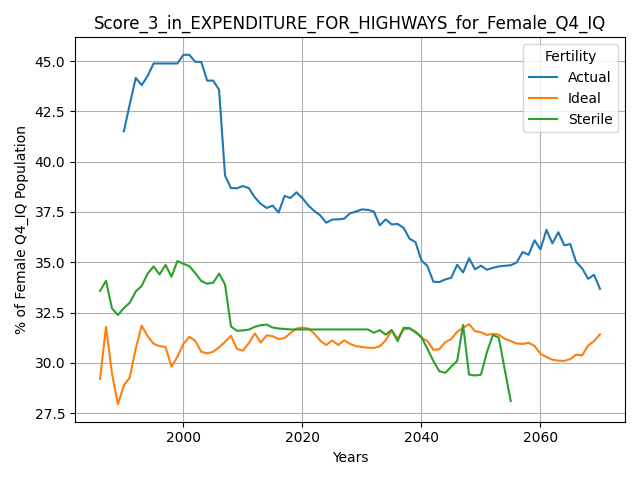 Score_3_in_EXPENDITURE_FOR_HIGHWAYS_for_Female_Q4_IQ
Fertility
Actual
Ideal
Sterile
% of Female Q4_IQ Population
45.0
42.5
40.0
37.5
35.0
32.5
30.0
27.5
2000 2020 2040 2060
Years